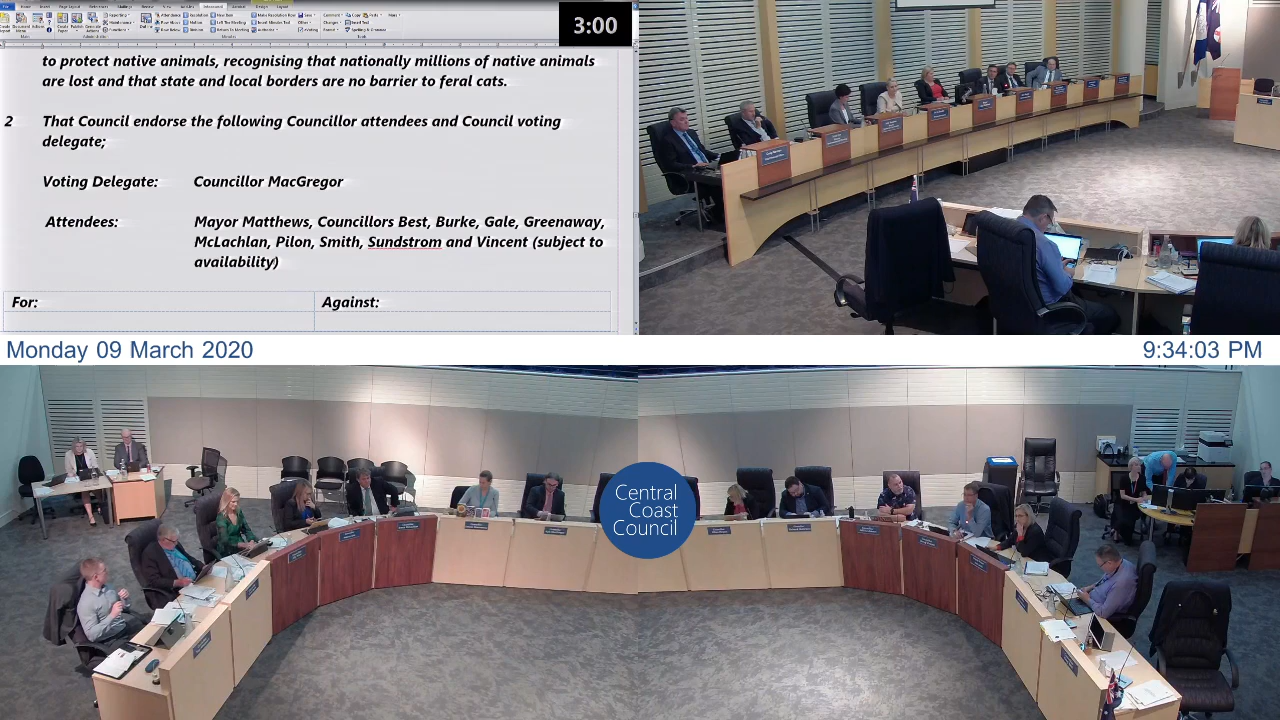 3:00
to protect native animals, recognising that nationally millions of native animals
are lost and that state and local borders are no barrier to feral cats.
2 That Council endorse the following Councillor attendees and Council voting
delegate;
Voting Delegate: Councillor MacGregor
Attendees: Mayor Matthews, Councillors Best, Burke, Gale, Greenaway,
McLachlan, Pilon, Smith, Sundstrom and Vincent (subject to
availability)
For: Against:
Monday 09 March 2020 9:34:03 PM
Central
Coast
Council